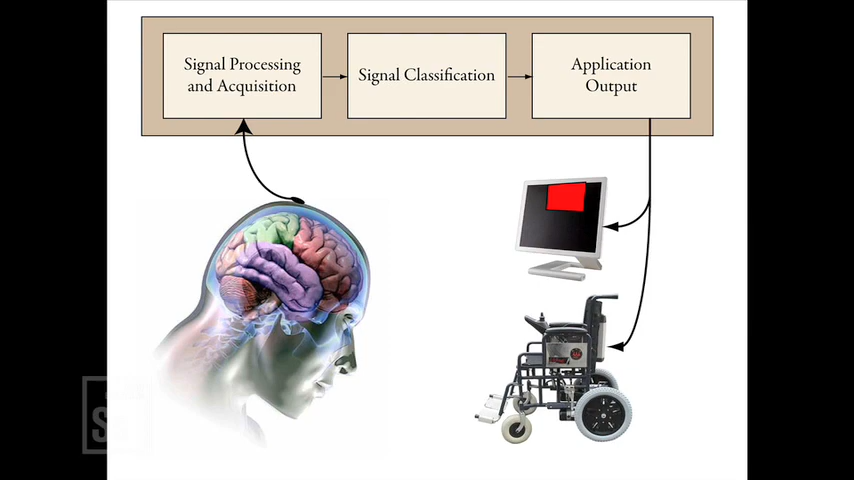 Signal Processing
and Acquisition
Signal Classification
Application
Output